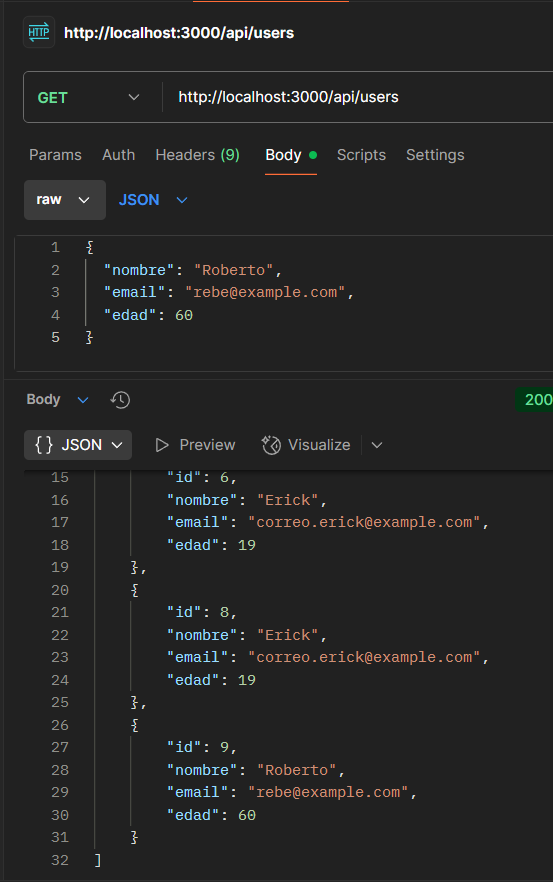 HTTP http://localhost:3000/api/users
GET http://localhost:3000/api/users
Params Auth Headers (9) Body Scripts Settings
raw JSON
1 {
2 "nombre": "Roberto",
3 "email": "rebe@example.com",
4 "edad": 60
5 }
Body 200
{} JSON Preview Visualize
15 "id": 6,
16 "nombre": "Erick",
17 "email": "correo.erick@example.com",
18 "edad": 19
19 },
20 {
21 "id": 8,
22 "nombre": "Erick",
23 "email": "correo.erick@example.com",
24 "edad": 19
25 },
26 {
27 "id": 9,
28 "nombre": "Roberto",
29 "email": "rebe@example.com",
30 "edad": 60
31 }
32 ]